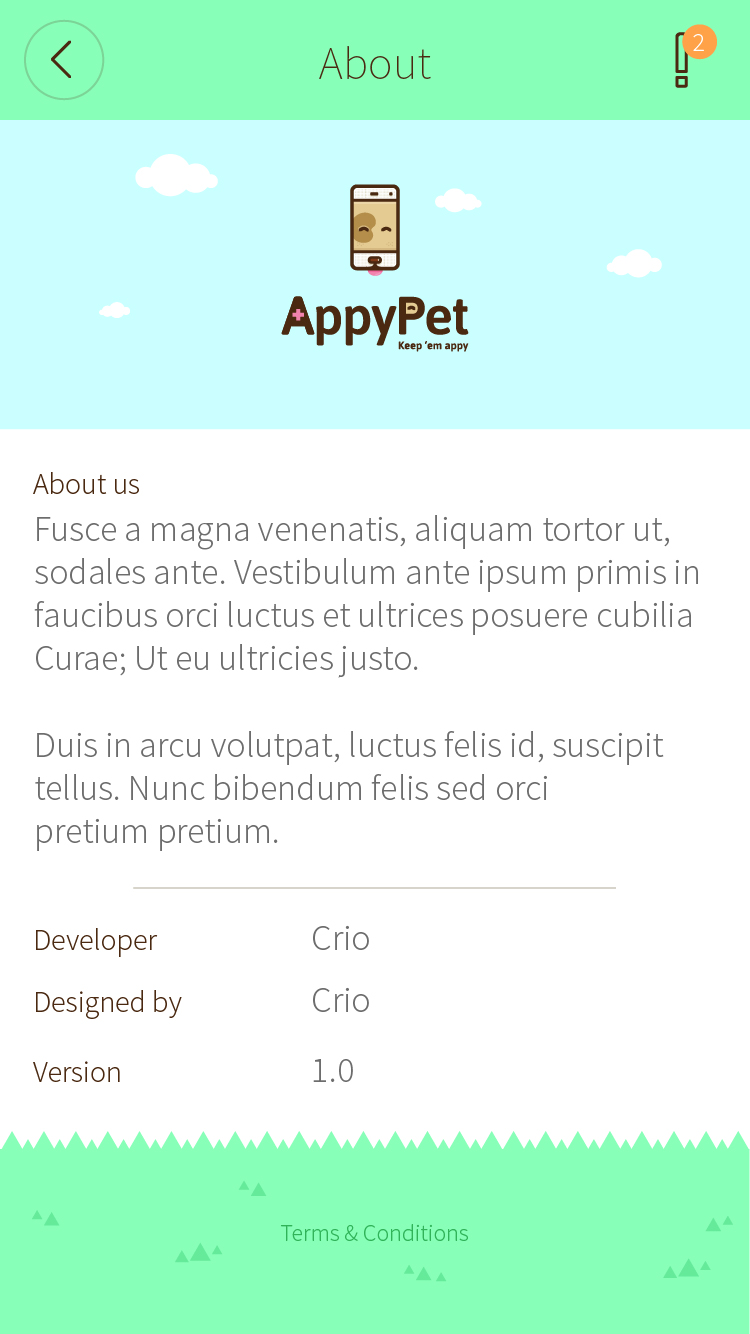 About
2
AppyPet
Keep 'em appy
About us
Fusce a magna venenatis, aliquam tortor ut,
sodales ante. Vestibulum ante ipsum primis in
faucibus orci luctus et ultrices posuere cubilia
Curae; Ut eu ultricies justo.
Duis in arcu volutpat, luctus felis id, suscipit
tellus. Nunc bibendum felis sed orci
pretium pretium.
Developer Crio
Designed by Crio
Version 1.0
Terms & Conditions